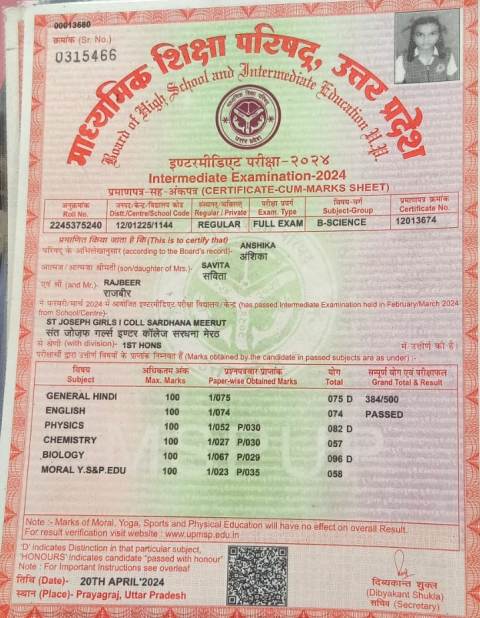 00013680
क्रमांक (Sr. No.)
0315466
माध्यमिक शिक्षा परिषद, उत्तर प्रदेश
Board of High School and Intermediate Education U.P.
इण्टरमीडिएट परीक्षा-२०२४
Intermediate Examination-2024
प्रमाणपत्र-सह-अंकपत्र (CERTIFICATE-CUM-MARKS SHEET)
अनुक्रमांक जनपद/केन्द्र/विद्यालय कोड संस्थागत/व्यक्तिगत परीक्षा प्रकार विषय-वर्ग प्रमाणपत्र क्रमांक
Roll No. Distt./Centre/School Code Regular / Private Exam. Type Subject-Group Certificate No.
2245375240 12/01225/1144 REGULAR FULL EXAM B-SCIENCE 12013674
प्रमाणित किया जाता है कि (This is to certify that) ANSHIKA
परिषद के अभिलेखानुसार (according to the Board's record)- अंशिका
आत्मज / आत्मजा श्रीमती (son/daughter of Mrs.)- SAVITA
सविता
एवं श्री (and Mr.)- RAJBEER
राजबीर
ने फरवरी/मार्च 2024 में आयोजित इण्टरमीडिएट परीक्षा विद्यालय/केन्द्र (has passed Intermediate Examination held in February/March 2024
from School/Centre)-
ST JOSEPH GIRLS I COLL SARDHANA MEERUT
संत जोज़फ गर्ल्स इण्टर कॉलेज सरधना मेरठ
में श्रेणी (with division)- 1ST HONS में उत्तीर्ण की है।
परीक्षार्थी द्वारा उत्तीर्ण विषयों के प्राप्तांक निम्नवत हैं (Marks obtained by the candidate in passed subjects are as under) :-
विषय अधिकतम अंक प्रश्नपत्रवार प्राप्तांक योग सम्पूर्ण योग एवं परीक्षाफल
Subject Max. Marks Paper-wise Obtained Marks Total Grand Total & Result
GENERAL HINDI 100 1/075 075 D 384/500
ENGLISH 100 1/074 074 PASSED
PHYSICS 100 1/052 P/030 082 D
CHEMISTRY 100 1/027 P/030 057
BIOLOGY 100 1/067 P/029 096 D
MORAL Y.S&P.EDU 100 1/023 P/035 058
Note :- Marks of Moral, Yoga, Sports and Physical Education will have no effect on overall Result.
For result verification visit website : www.upmsp.edu.in
'D' indicates Distinction in that particular subject,
'HONOURS' indicates candidate "passed with honour"
Note : For Important Instructions see overleaf
तिथि (Date)- 20TH APRIL'2024
स्थान (Place)- Prayagraj, Uttar Pradesh
दिव्यकान्त शुक्ल
(Dibyakant Shukla)
सचिव (Secretary)